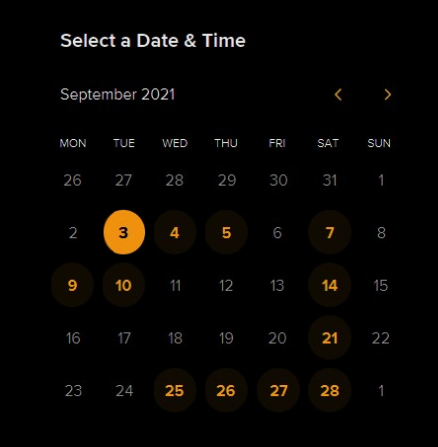 Select a Date & Time
September 2021
MON TUE WED THU FRI SAT SUN
26 27 28 29 30 31 1
2 3 4 5 6 7 8
9 10 11 12 13 14 15
16 17 18 19 20 21 22
23 24 25 26 27 28 1